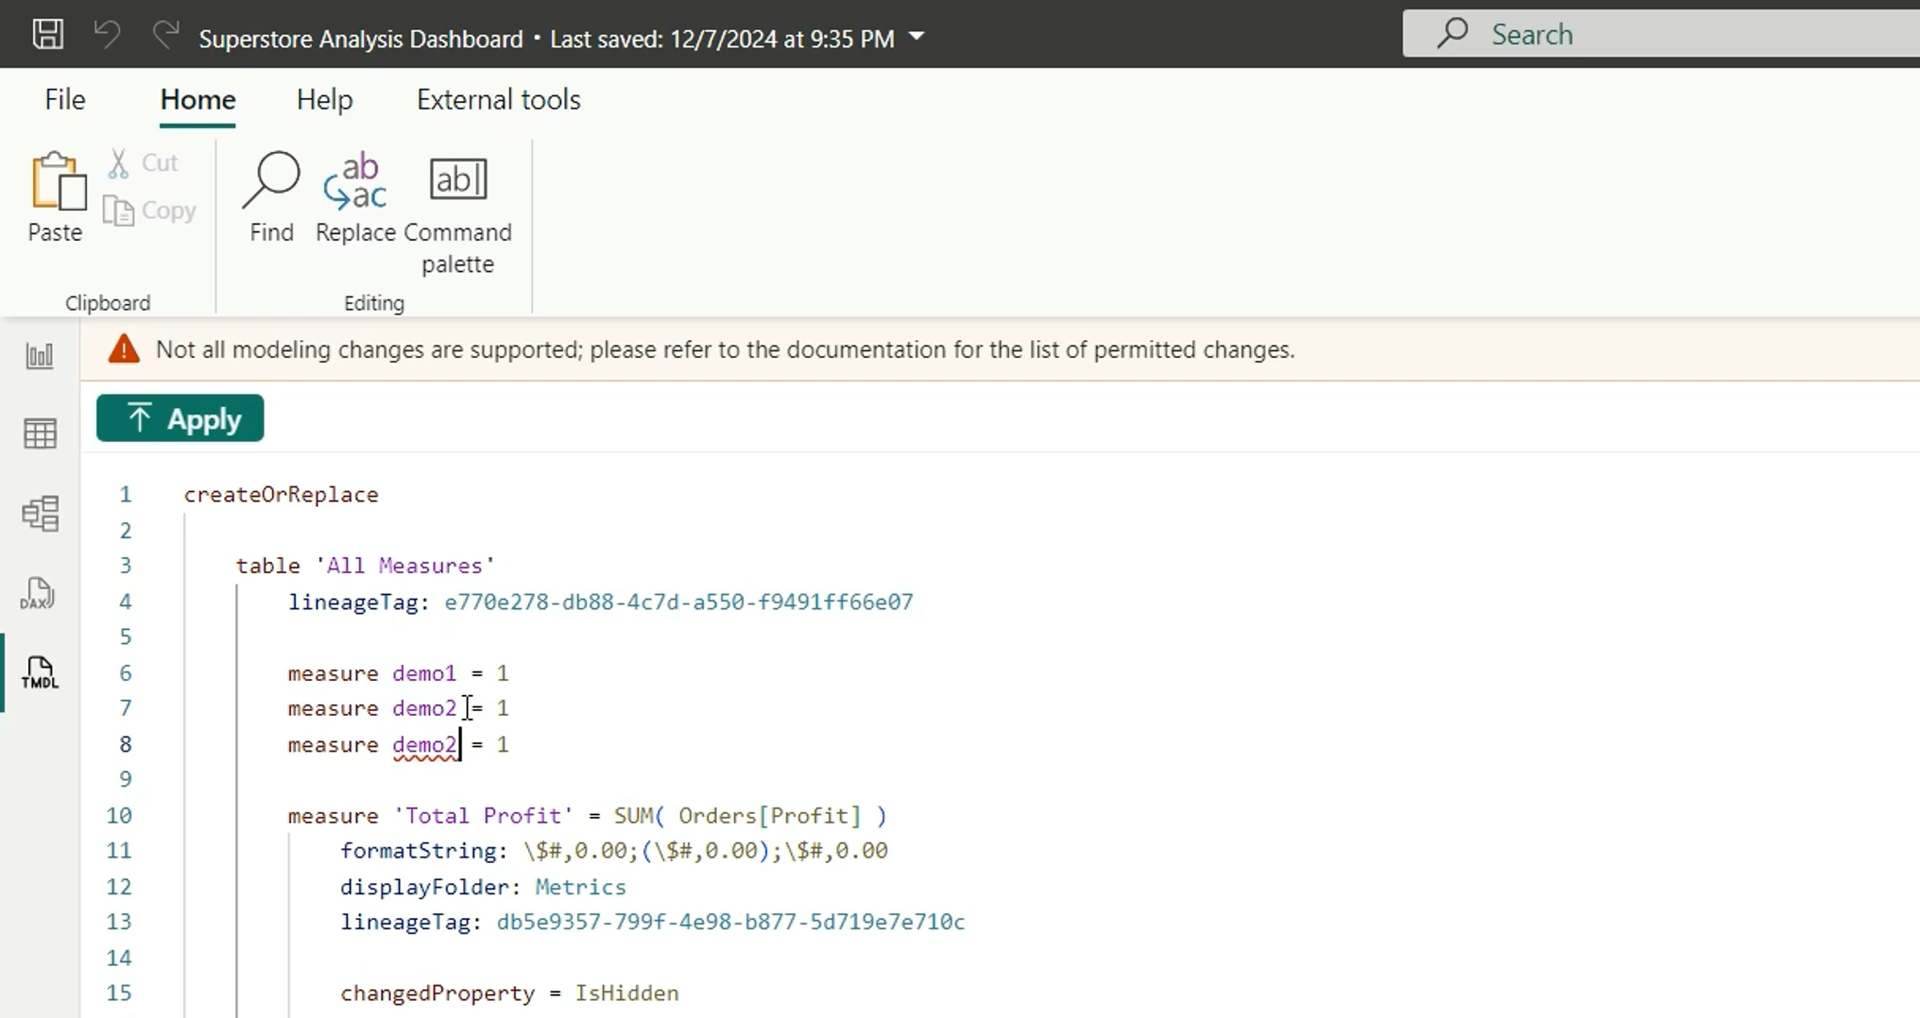 Superstore Analysis Dashboard • Last saved: 12/7/2024 at 9:35 PM
Search
File Home Help External tools
Paste
Cut
Copy
Clipboard
ab
ac
ab|
Find Replace Command
palette
Editing
Not all modeling changes are supported; please refer to the documentation for the list of permitted changes.
Apply
DAX
TMDL
1 createOrReplace
2
3 table 'All Measures'
4 lineageTag: e770e278-db88-4c7d-a550-f9491ff66e07
5
6 measure demo1 = 1
7 measure demo2 = 1
8 measure demo2 = 1
9
10 measure 'Total Profit' = SUM( Orders[Profit] )
11 formatString: \$#,0.00;(\$#,0.00);\$#,0.00
12 displayFolder: Metrics
13 lineageTag: db5e9357-799f-4e98-b877-5d719e7e710c
14
15 changedProperty = IsHidden